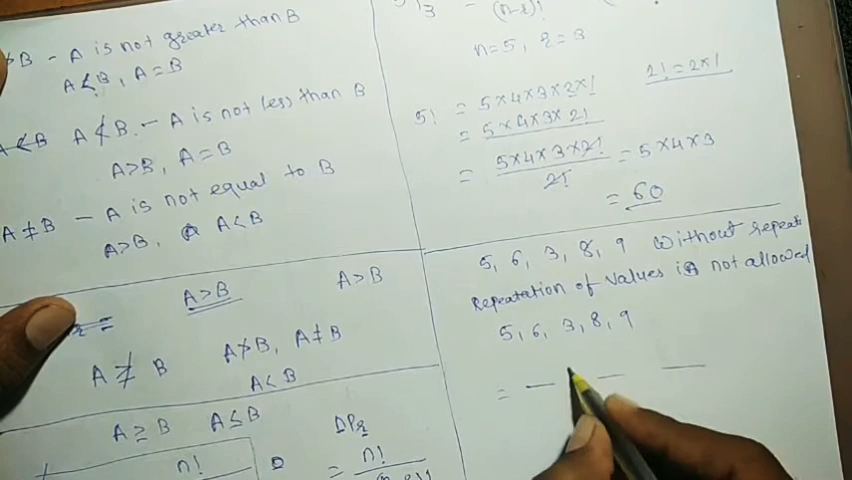 ≯B - A is not greater than B
A<B, A=B
A≮B A≮B. - A is not less than B
A>B, A=B
A≠B - A is not equal to B
A>B, A<B
A>B A>B
A≱B A≯B, A≠B
A<B
A≥B A≤B
n!
nPr
= n!
(n-r)!
n=5, r=3
5! = 5×4×3×2×1 2!=2×1
= 5×4×3×2!
= 5×4×3×2! = 5×4×3
2!
= 60
5, 6, 3, 8, 9 without repeati
Repeatation of values is not allowed
5, 6, 3, 8, 9
=